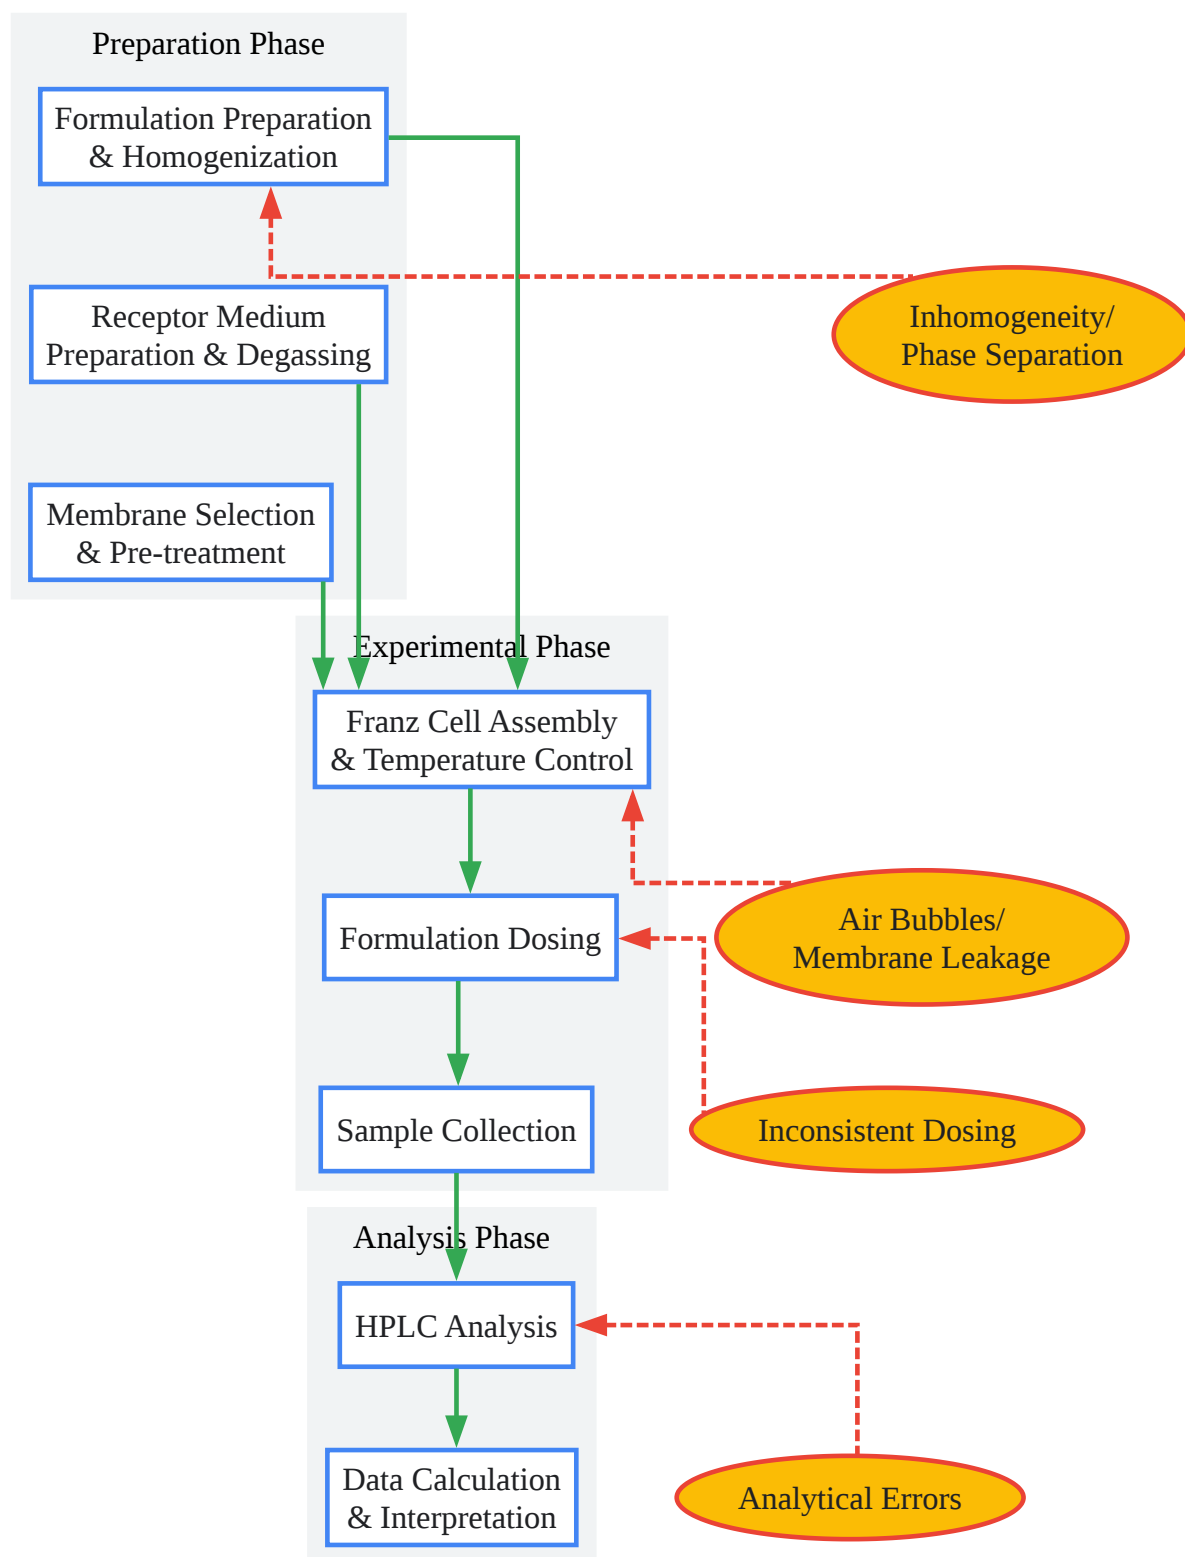 Preparation Phase
Formulation Preparation
& Homogenization
Receptor Medium
Preparation & Degassing
Inhomogeneity/
Phase Separation
Membrane Selection
& Pre-treatment
Experimental Phase
Franz Cell Assembly
& Temperature Control
Formulation Dosing
Air Bubbles/
Membrane Leakage
Sample Collection
Inconsistent Dosing
Analysis Phase
HPLC Analysis
Data Calculation
& Interpretation
Analytical Errors